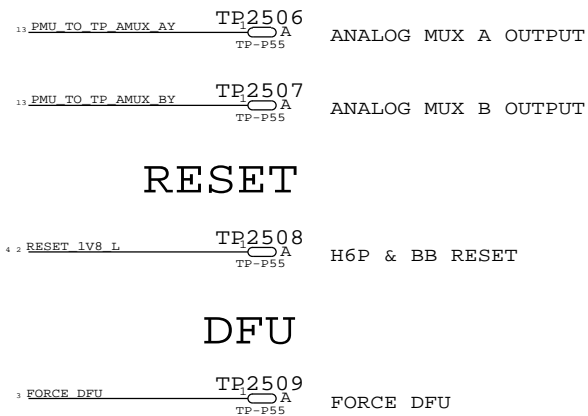 TP2506
13 PMU_TO_TP_AMUX_AY 1 A ANALOG MUX A OUTPUT
TP-P55
TP2507
13 PMU_TO_TP_AMUX_BY 1 A ANALOG MUX B OUTPUT
TP-P55
RESET
TP2508
4 2 RESET_1V8_L 1 A H6P & BB RESET
TP-P55
DFU
TP2509
3 FORCE_DFU 1 A FORCE DFU
TP-P55